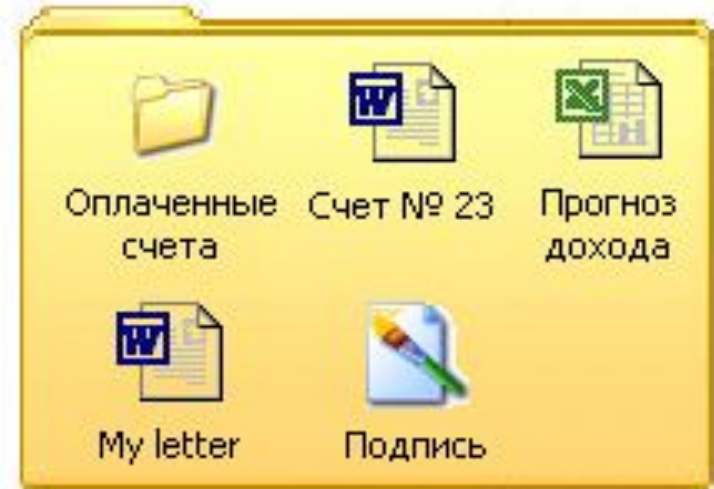 Оплаченные
счета
Счет № 23
Прогноз
дохода
My letter
Подпись